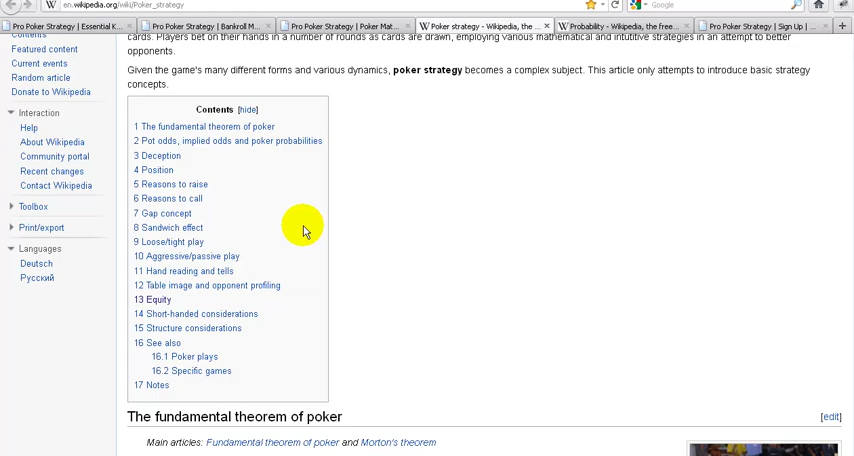 en.wikipedia.org/wiki/Poker_strategy
Google
Pro Poker Strategy | Essential K...
Pro Poker Strategy | Bankroll M...
Pro Poker Strategy | Poker Mat...
Poker strategy - Wikipedia, the ...
Probability - Wikipedia, the free...
Pro Poker Strategy | Sign Up | ...
Contents
Featured content
Current events
Random article
Donate to Wikipedia
Interaction
Help
About Wikipedia
Community portal
Recent changes
Contact Wikipedia
Toolbox
Print/export
Languages
Deutsch
Русский
cards. Players bet on their hands in a number of rounds as cards are drawn, employing various mathematical and intuitive strategies in an attempt to better
opponents.
Given the game's many different forms and various dynamics, poker strategy becomes a complex subject. This article only attempts to introduce basic strategy
concepts.
Contents [hide]
1 The fundamental theorem of poker
2 Pot odds, implied odds and poker probabilities
3 Deception
4 Position
5 Reasons to raise
6 Reasons to call
7 Gap concept
8 Sandwich effect
9 Loose/tight play
10 Aggressive/passive play
11 Hand reading and tells
12 Table image and opponent profiling
13 Equity
14 Short-handed considerations
15 Structure considerations
16 See also
16.1 Poker plays
16.2 Specific games
17 Notes
The fundamental theorem of poker [edit]
Main articles: Fundamental theorem of poker and Morton's theorem